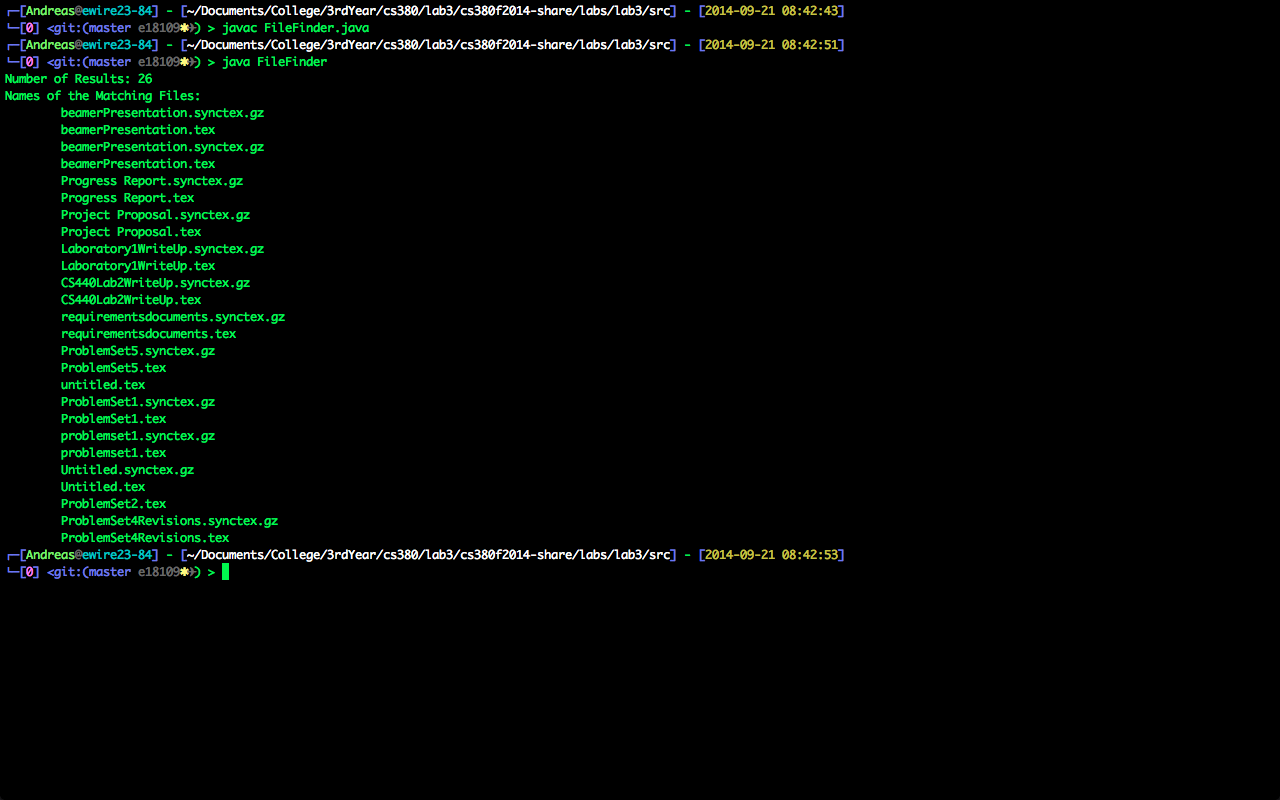 ┌─[Andreas@ewire23-84] - [~/Documents/College/3rdYear/cs380/lab3/cs380f2014-share/labs/lab3/src] - [2014-09-21 08:42:43]
└─[0] <git:(master e18109✱✈) > javac FileFinder.java
┌─[Andreas@ewire23-84] - [~/Documents/College/3rdYear/cs380/lab3/cs380f2014-share/labs/lab3/src] - [2014-09-21 08:42:51]
└─[0] <git:(master e18109✱✈) > java FileFinder
Number of Results: 26
Names of the Matching Files:
beamerPresentation.synctex.gz
beamerPresentation.tex
beamerPresentation.synctex.gz
beamerPresentation.tex
Progress Report.synctex.gz
Progress Report.tex
Project Proposal.synctex.gz
Project Proposal.tex
Laboratory1WriteUp.synctex.gz
Laboratory1WriteUp.tex
CS440Lab2WriteUp.synctex.gz
CS440Lab2WriteUp.tex
requirementsdocuments.synctex.gz
requirementsdocuments.tex
ProblemSet5.synctex.gz
ProblemSet5.tex
untitled.tex
ProblemSet1.synctex.gz
ProblemSet1.tex
problemset1.synctex.gz
problemset1.tex
Untitled.synctex.gz
Untitled.tex
ProblemSet2.tex
ProblemSet4Revisions.synctex.gz
ProblemSet4Revisions.tex
┌─[Andreas@ewire23-84] - [~/Documents/College/3rdYear/cs380/lab3/cs380f2014-share/labs/lab3/src] - [2014-09-21 08:42:53]
└─[0] <git:(master e18109✱✈) >